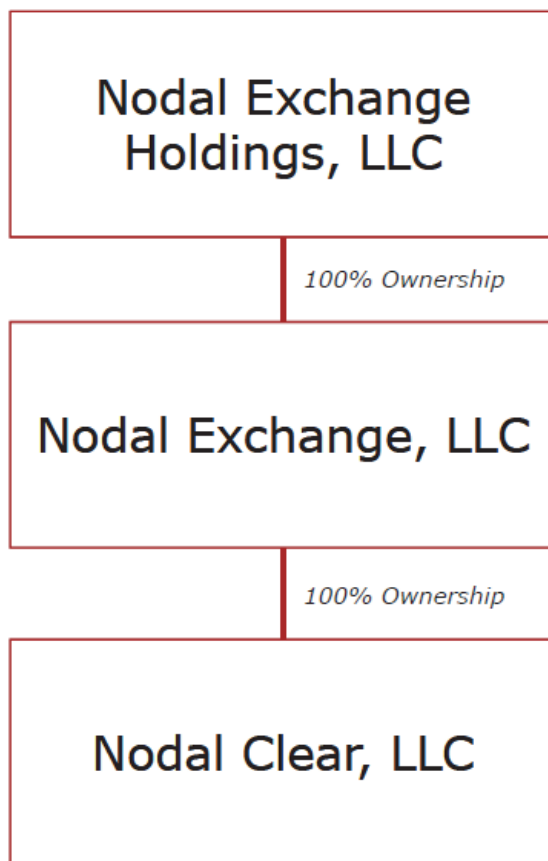 Nodal Exchange
Holdings, LLC
100% Ownership
Nodal Exchange, LLC
100% Ownership
Nodal Clear, LLC